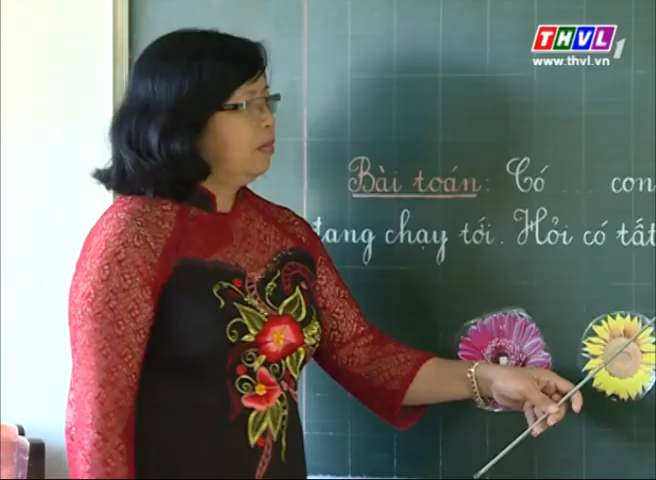 THVL1
www.thvl.vn
Bài toán: Có ... con
đang chạy tới. Hỏi có tất